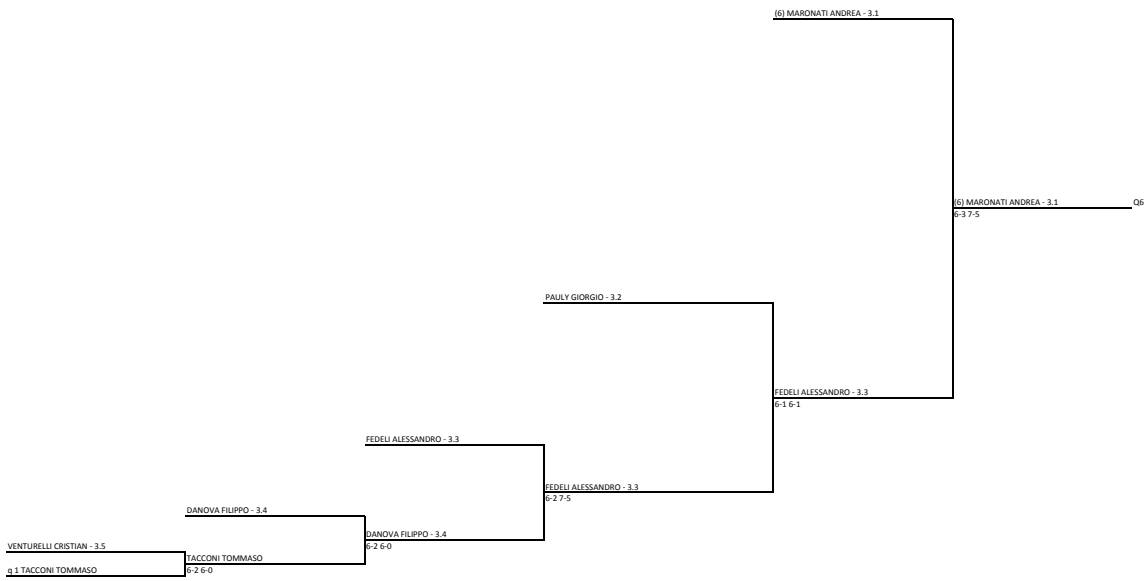 (6) MARONATI ANDREA - 3.1
(6) MARONATI ANDREA - 3.1
Q6
6-3 7-5
PAULY GIORGIO - 3.2
FEDELI ALESSANDRO - 3.3
6-1 6-1
FEDELI ALESSANDRO - 3.3
FEDELI ALESSANDRO - 3.3
6-2 7-5
DANOVA FILIPPO - 3.4
DANOVA FILIPPO - 3.4
6-2 6-0
VENTURELLI CRISTIAN - 3.5
TACCONI TOMMASO
6-2 6-0
q 1 TACCONI TOMMASO